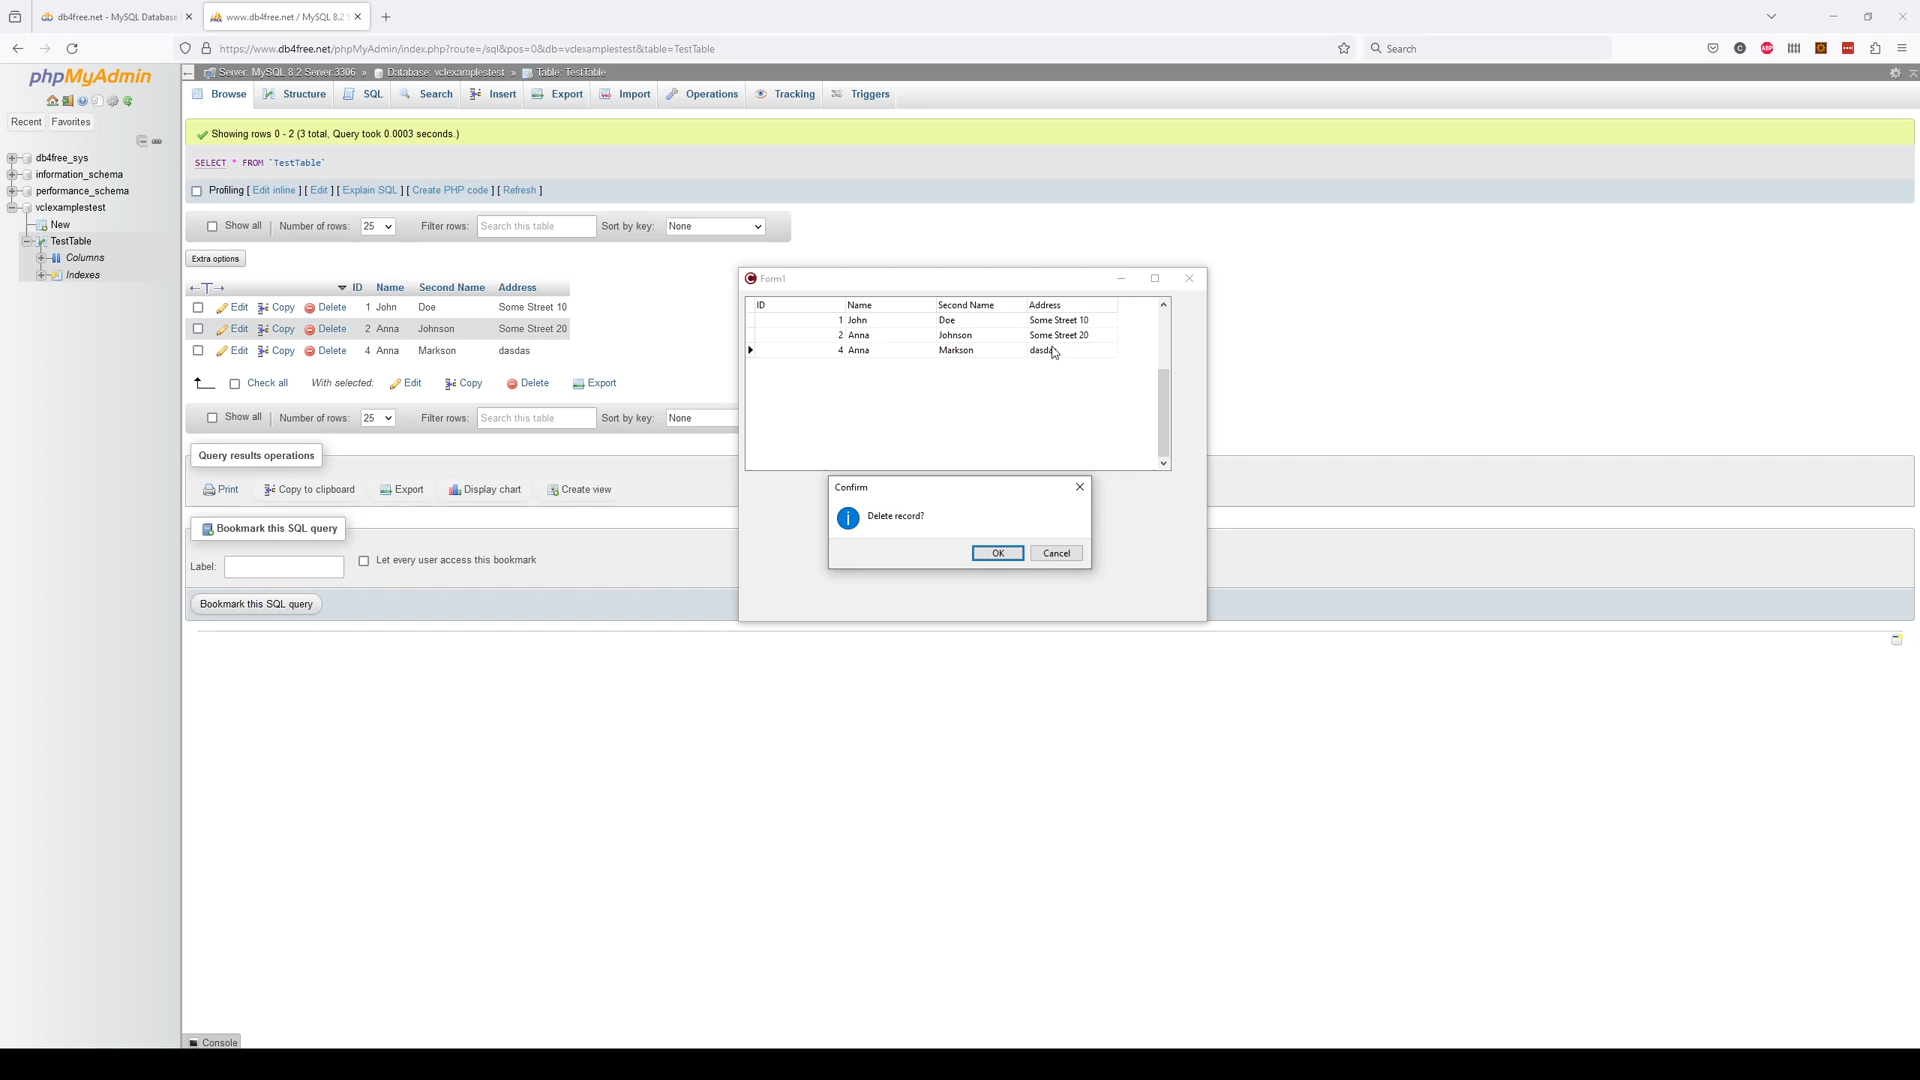 db4free.net - MySQL Database
www.db4free.net / MySQL 8.2 S
https://www.db4free.net/phpMyAdmin/index.php?route=/sql&pos=0&db=vclexamplestest&table=TestTable
Search
phpMyAdmin
Recent
Favorites
db4free_sys
information_schema
performance_schema
vclexamplestest
New
TestTable
Columns
Indexes
Server: MySQL 8.2 Server:3306 » Database: vclexamplestest » Table: TestTable
Browse Structure SQL Search Insert Export Import Operations Tracking Triggers
Showing rows 0 - 2 (3 total, Query took 0.0003 seconds.)
SELECT * FROM `TestTable`
Profiling [ Edit inline ] [ Edit ] [ Explain SQL ] [ Create PHP code ] [ Refresh ]
Show all Number of rows: 25 Filter rows: Search this table Sort by key: None
Extra options
ID Name Second Name Address
Edit Copy Delete 1 John Doe Some Street 10
Edit Copy Delete 2 Anna Johnson Some Street 20
Edit Copy Delete 4 Anna Markson dasdas
Check all With selected: Edit Copy Delete Export
Show all Number of rows: 25 Filter rows: Search this table Sort by key: None
Query results operations
Print Copy to clipboard Export Display chart Create view
Bookmark this SQL query
Label: Let every user access this bookmark
Bookmark this SQL query
Console
Form1
ID Name Second Name Address
1 John Doe Some Street 10
2 Anna Johnson Some Street 20
4 Anna Markson
Confirm
Delete record?
OK Cancel